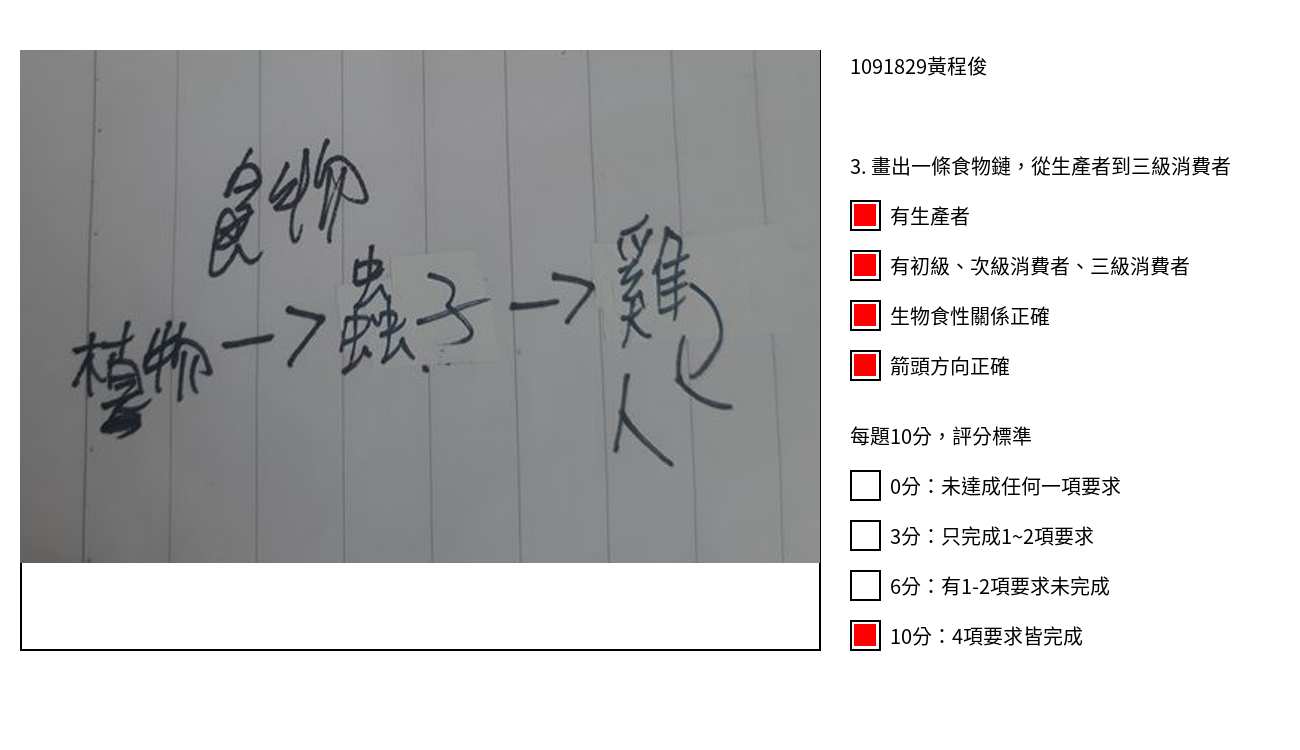 1091829黃程俊
食物
植物→蟲子→雞
人
3. 畫出一條食物鏈，從生產者到三級消費者
有生產者
有初級、次級消費者、三級消費者
生物食性關係正確
箭頭方向正確
每題10分，評分標準
0分：未達成任何一項要求
3分：只完成1~2項要求
6分：有1-2項要求未完成
10分：4項要求皆完成